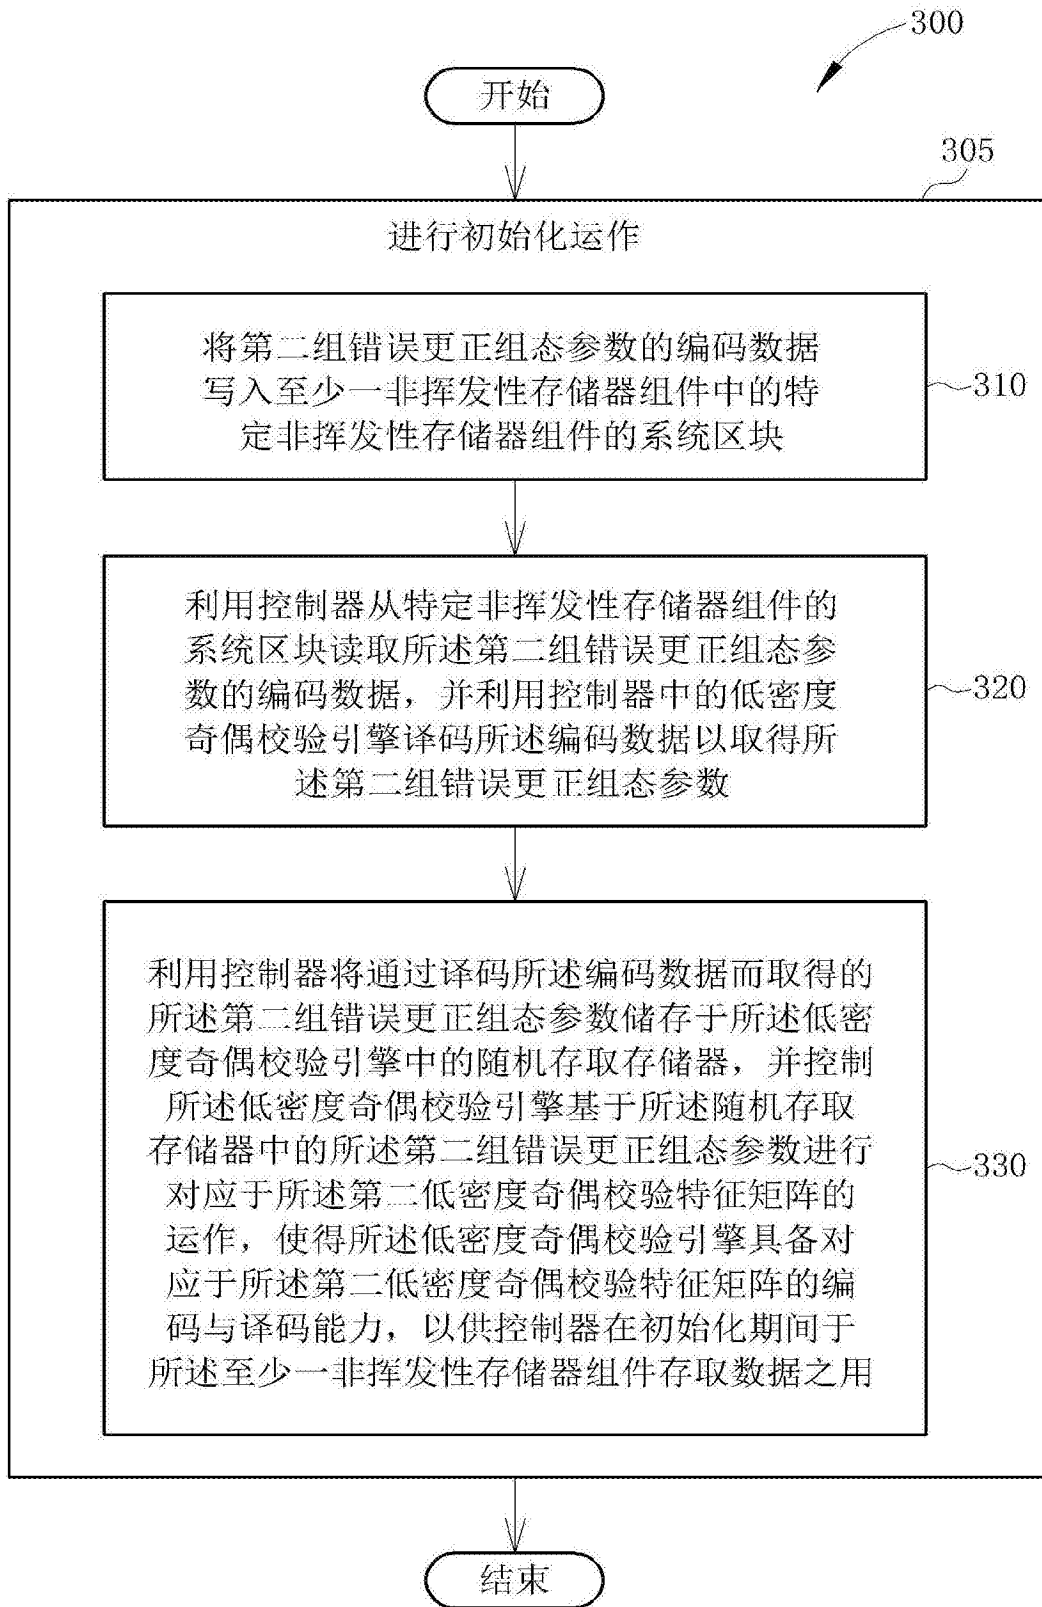 300
开始
305
进行初始化运作
将第二组错误更正组态参数的编码数据
写入至少一非挥发性存储器组件中的特
定非挥发性存储器组件的系统区块
310
利用控制器从特定非挥发性存储器组件的
系统区块读取所述第二组错误更正组态参
数的编码数据，并利用控制器中的低密度
奇偶校验引擎译码所述编码数据以取得所
述第二组错误更正组态参数
320
利用控制器将通过译码所述编码数据而取得的
所述第二组错误更正组态参数储存于所述低密
度奇偶校验引擎中的随机存取存储器，并控制
所述低密度奇偶校验引擎基于所述随机存取
存储器中的所述第二组错误更正组态参数进行
对应于所述第二低密度奇偶校验特征矩阵的
运作，使得所述低密度奇偶校验引擎具备对
应于所述第二低密度奇偶校验特征矩阵的编
码与译码能力，以供控制器在初始化期间于
所述至少一非挥发性存储器组件存取数据之用
330
结束